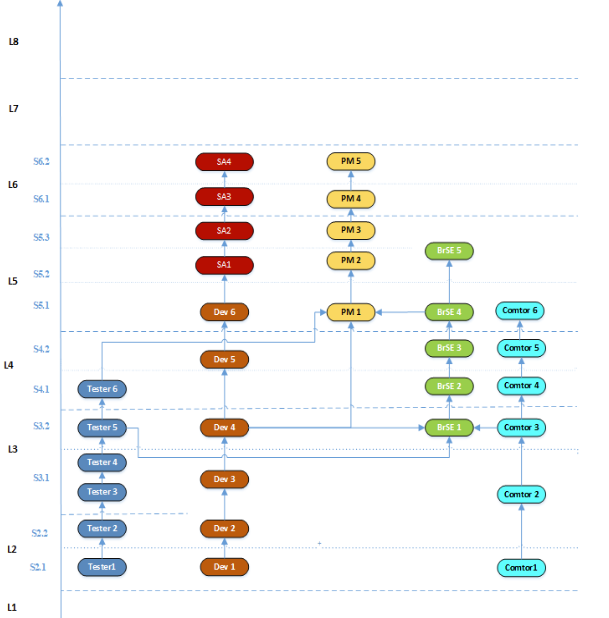 L8
L7
S6.2 SA4 PM 5
L6
S6.1 SA3 PM 4
S5.3 SA2 PM 3
BrSE 5
SA1 PM 2
L5 S5.2
S5.1 Dev 6 PM 1 BrSE 4 Comtor 6
S4.2 BrSE 3 Comtor 5
L4 Dev 5
S4.1 Tester 6 BrSE 2 Comtor 4
S3.2 Tester 5 Dev 4 BrSE 1 Comtor 3
L3
Tester 4
S3.1 Dev 3
Tester 3 Comtor 2
S2.2 Tester 2 Dev 2
L2
S2.1 Tester1 Dev 1 Comtor1
L1